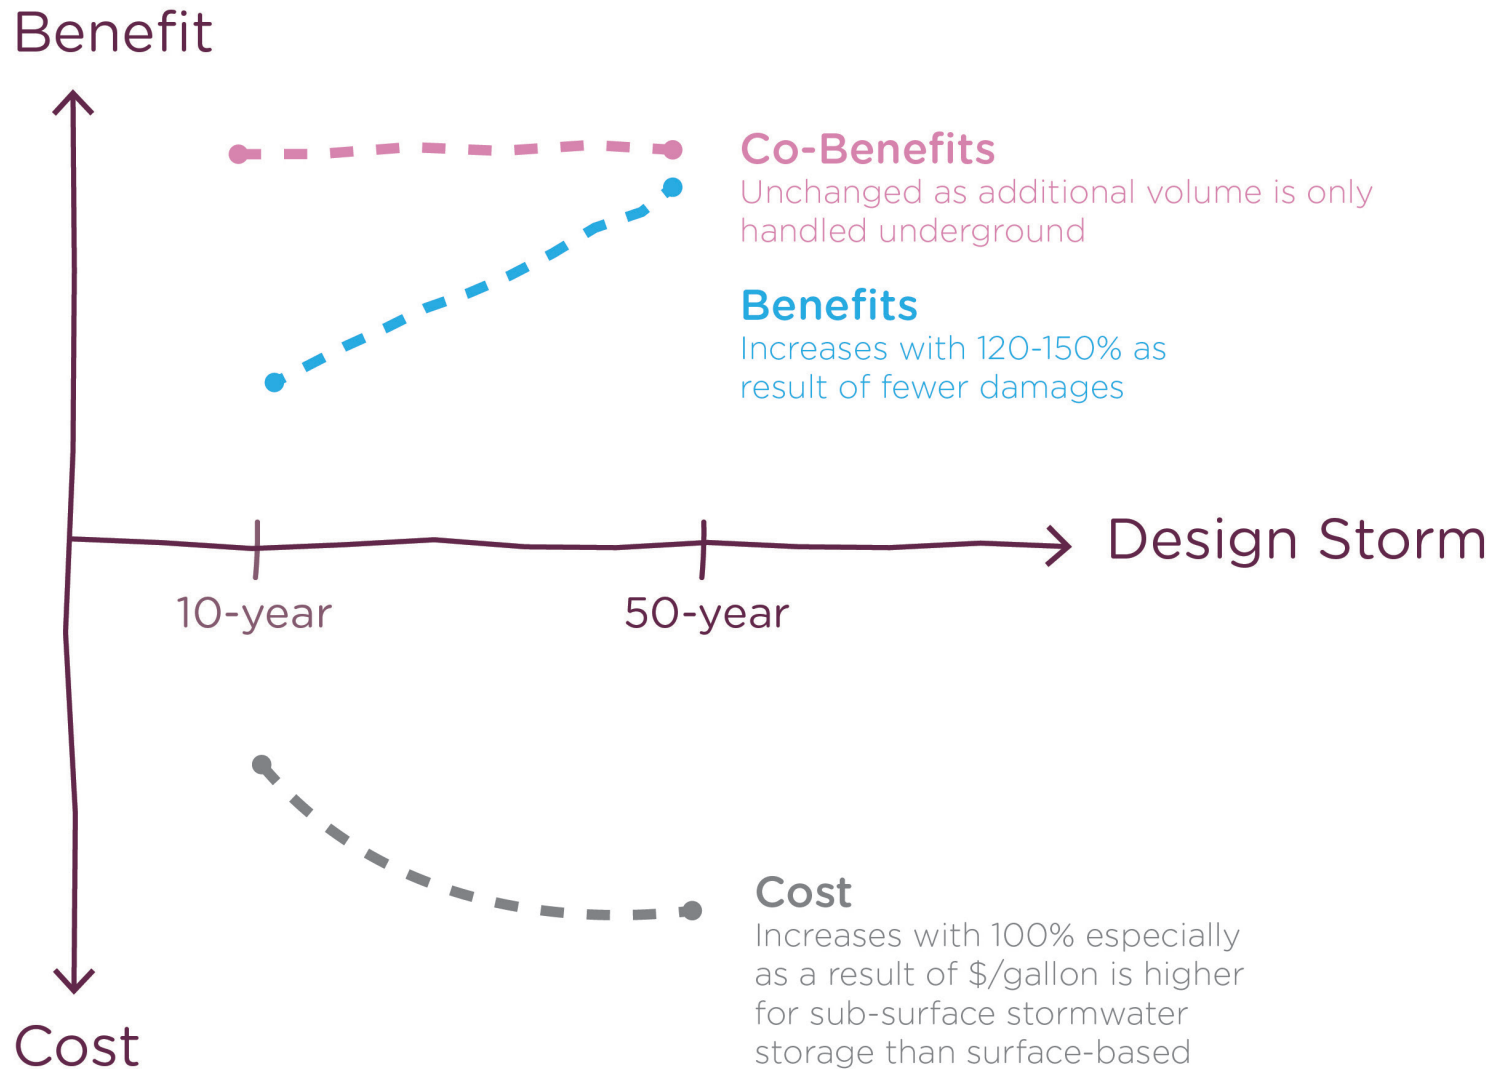 Benefit
Co-Benefits
Unchanged as additional volume is only
handled underground
Benefits
Increases with 120-150% as
result of fewer damages
Design Storm
10-year
50-year
Cost
Increases with 100% especially
as a result of $/gallon is higher
for sub-surface stormwater
storage than surface-based
Cost